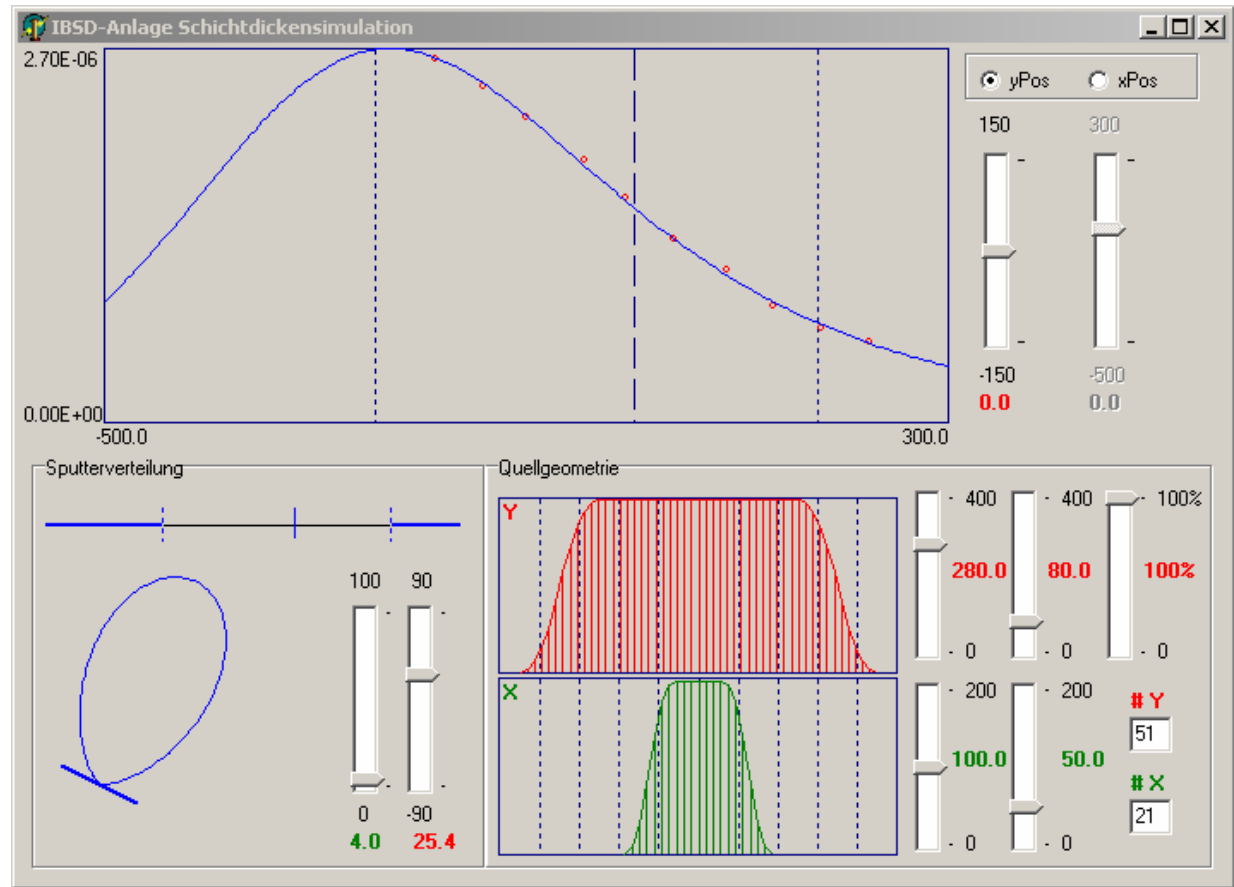 IBSD-Anlage Schichtdickensimulation
2.70E-06
yPos xPos
150 300
-150 -500
0.0 0.0
0.00E+00
-500.0 300.0
Sputterverteilung
100 90
0 -90
4.0 25.4
Quellgeometrie
Y
400 400 100%
280.0 80.0 100%
0 0 0
X
200 200
# Y
51
100.0 50.0
# X
21
0 0